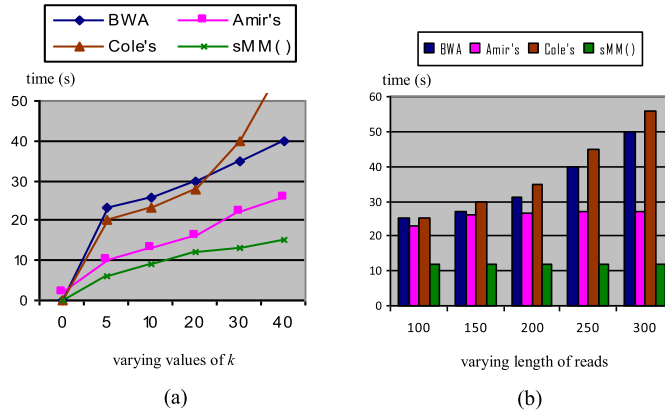 BWA Amir's
Cole's sMM()
time (s)
50
40
30
20
10
0
0 5 10 20 30 40
varying values of k
(a)
BWA Amir's Cole's sMM()
time (s)
60
50
40
30
20
10
0
100 150 200 250 300
varying length of reads
(b)